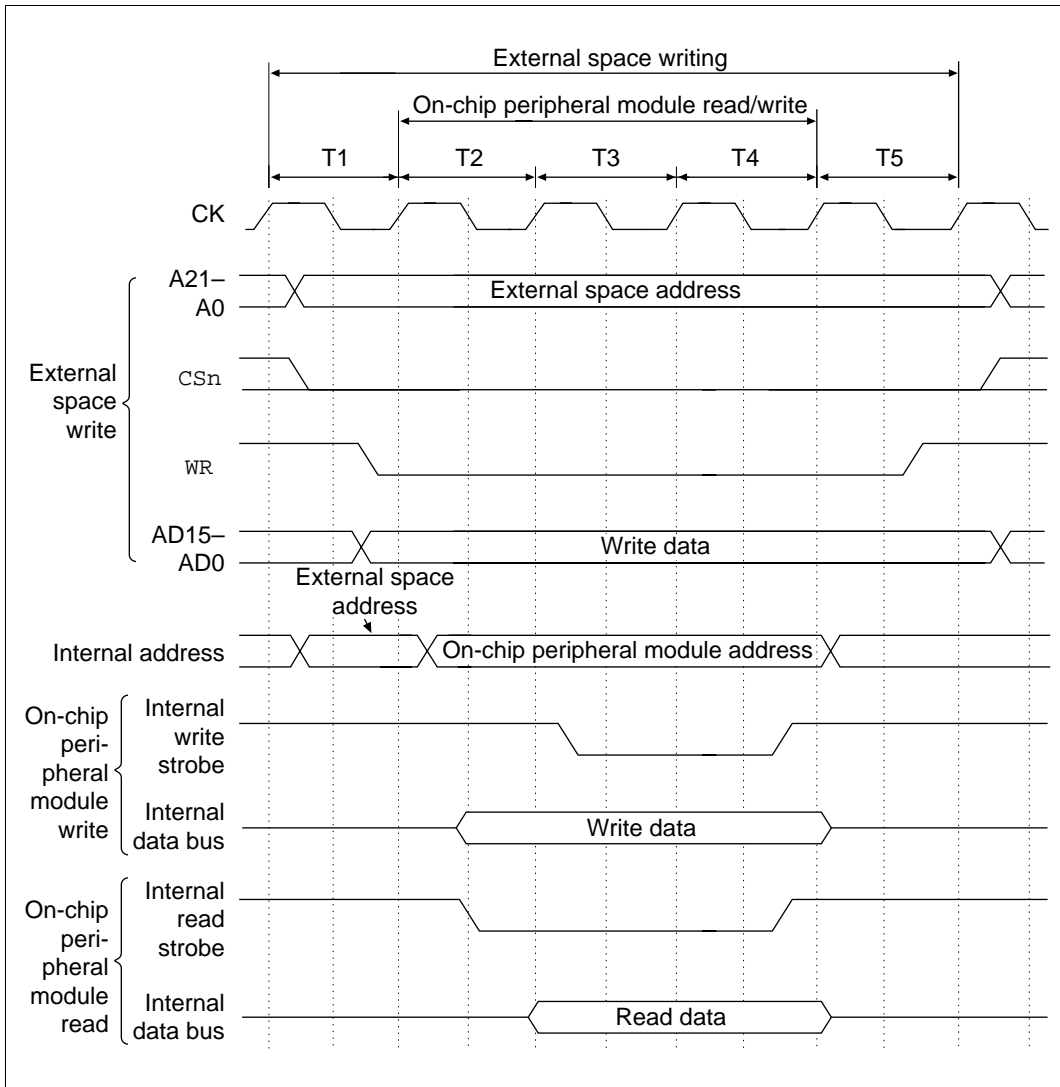 External space writing
On-chip peripheral module read/write
T1 T2 T3 T4 T5
CK
A21–
A0
External space address
CSn
External
space
write
WR
AD15–
AD0
Write data
External space
address
Internal address
On-chip peripheral module address
On-chip
peri-
pheral
module
write
Internal
write
strobe
Internal
data bus
Write data
On-chip
peri-
pheral
module
read
Internal
read
strobe
Internal
data bus
Read data